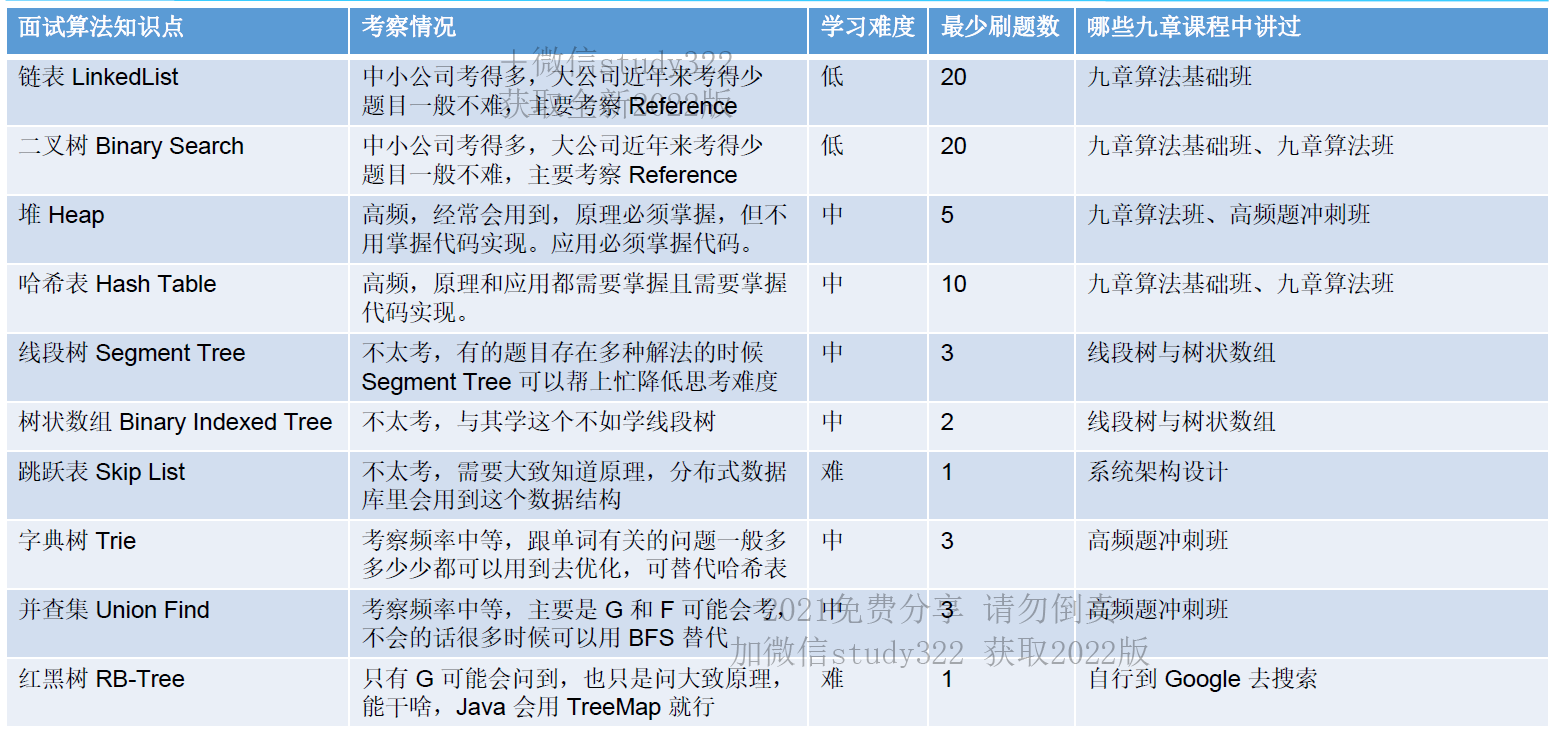 面试算法知识点 考察情况 学习难度 最少刷题数 哪些九章课程中讲过
十微信study322
链表 LinkedList 中小公司考得多，大公司近年来考得少 低 20 九章算法基础班
题目一般不难，主要考察 Reference
获取全新2022版
二叉树 Binary Search 中小公司考得多，大公司近年来考得少 低 20 九章算法基础班、九章算法班
题目一般不难，主要考察 Reference
堆 Heap 高频，经常会用到，原理必须掌握，但不 中 5 九章算法班、高频题冲刺班
用掌握代码实现。应用必须掌握代码。
哈希表 Hash Table 高频，原理和应用都需要掌握且需要掌握 中 10 九章算法基础班、九章算法班
代码实现。
线段树 Segment Tree 不太考，有的题目存在多种解法的时候 中 3 线段树与树状数组
Segment Tree 可以帮上忙降低思考难度
树状数组 Binary Indexed Tree 不太考，与其学这个不如学线段树 中 2 线段树与树状数组
跳跃表 Skip List 不太考，需要大致知道原理，分布式数据 难 1 系统架构设计
库里会用到这个数据结构
字典树 Trie 考察频率中等，跟单词有关的问题一般多 中 3 高频题冲刺班
多少少都可以用到去优化，可替代哈希表
并查集 Union Find 考察频率中等，主要是 G 和 F 可能会考， 中 3 高频题冲刺班
不会的话很多时候可以用 BFS 替代
2021免费分享 请勿倒卖
加微信study322 获取2022版
红黑树 RB-Tree 只有 G 可能会问到，也只是问大致原理， 难 1 自行到 Google 去搜索
能干啥，Java 会用 TreeMap 就行